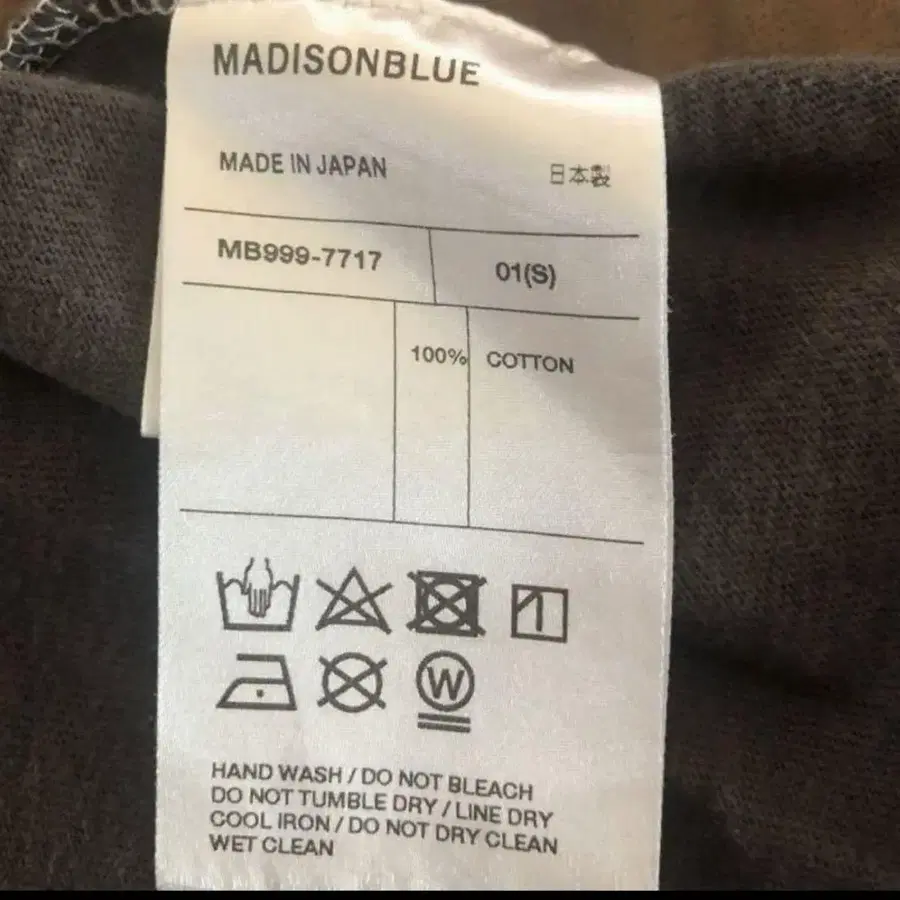 MADISONBLUE
MADE IN JAPAN 日本製
MB999-7717 01(S)
100% COTTON
W
HAND WASH / DO NOT BLEACH
DO NOT TUMBLE DRY / LINE DRY
COOL IRON / DO NOT DRY CLEAN
WET CLEAN